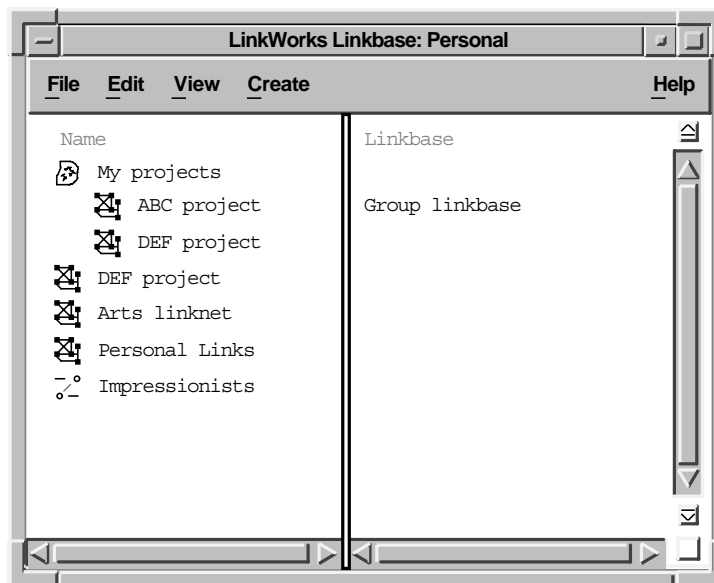 LinkWorks Linkbase: Personal
File Edit View Create Help
Name Linkbase
My projects
ABC project Group linkbase
DEF project
DEF project
Arts linknet
Personal Links
Impressionists